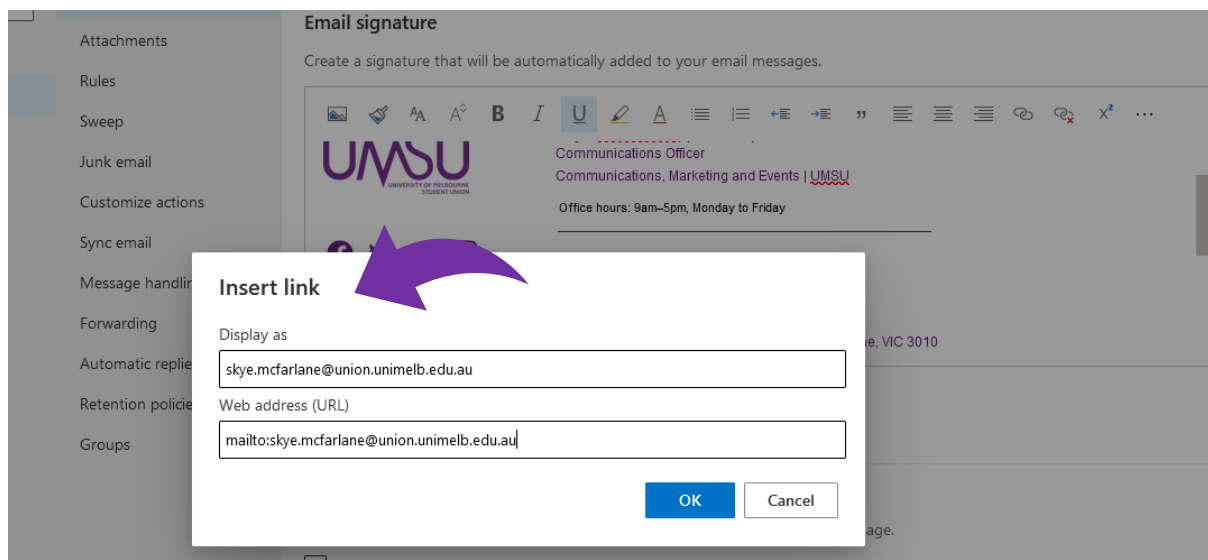 Email signature
Attachments
Create a signature that will be automatically added to your email messages.
Rules
Sweep
Junk email
Customize actions
Sync email
Message handlin
Forwarding
Automatic replie
Retention policie
Groups
B I U A
UMSU
UNIVERSITY OF MELBOURNE
STUDENT UNION
Communications Officer
Communications, Marketing and Events | UMSU
Office hours: 9am–5pm, Monday to Friday
ne, VIC 3010
Insert link
Display as
skye.mcfarlane@union.unimelb.edu.au
Web address (URL)
mailto:skye.mcfarlane@union.unimelb.edu.au
OK Cancel
age.